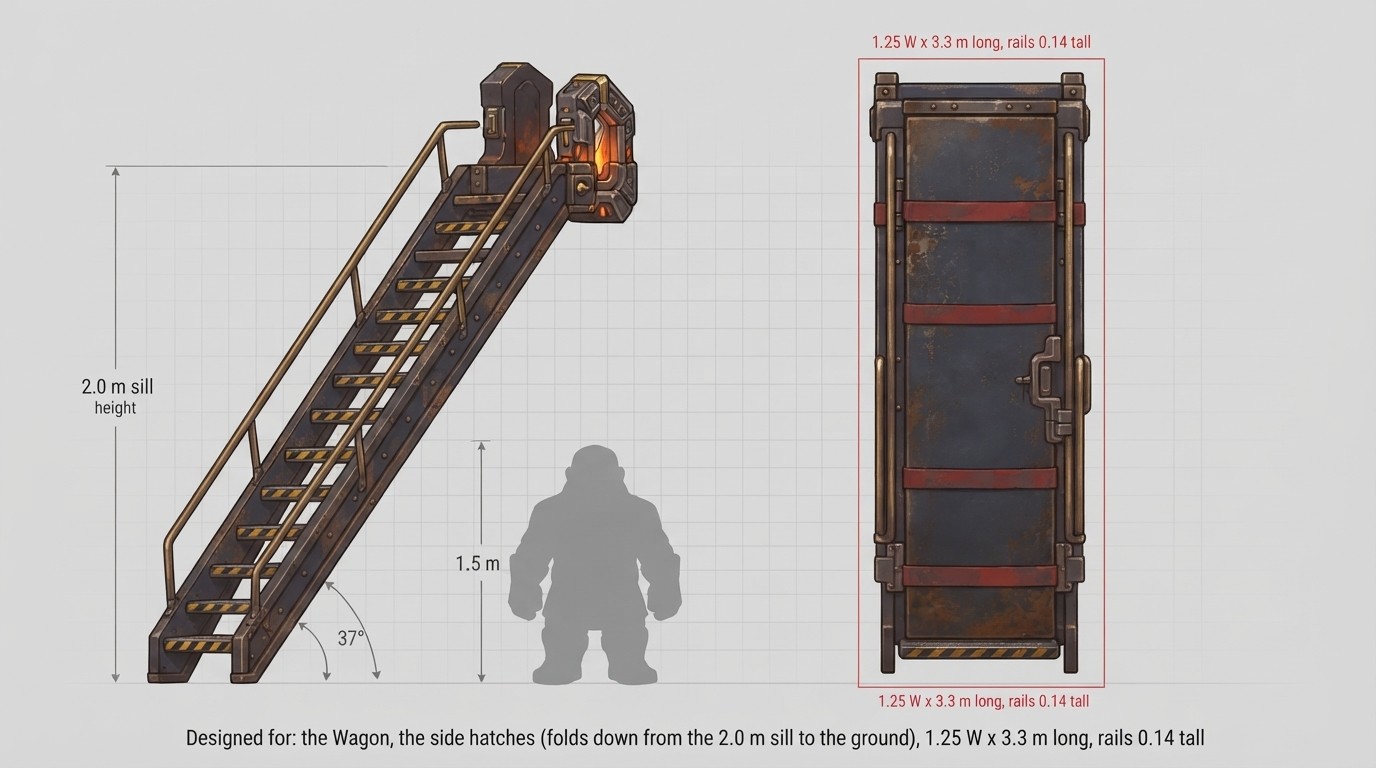 1.25 W x 3.3 m long, rails 0.14 tall
2.0 m sill
height
1.5 m
37°
1.25 W x 3.3 m long, rails 0.14 tall
Designed for: the Wagon, the side hatches (folds down from the 2.0 m sill to the ground), 1.25 W x 3.3 m long, rails 0.14 tall